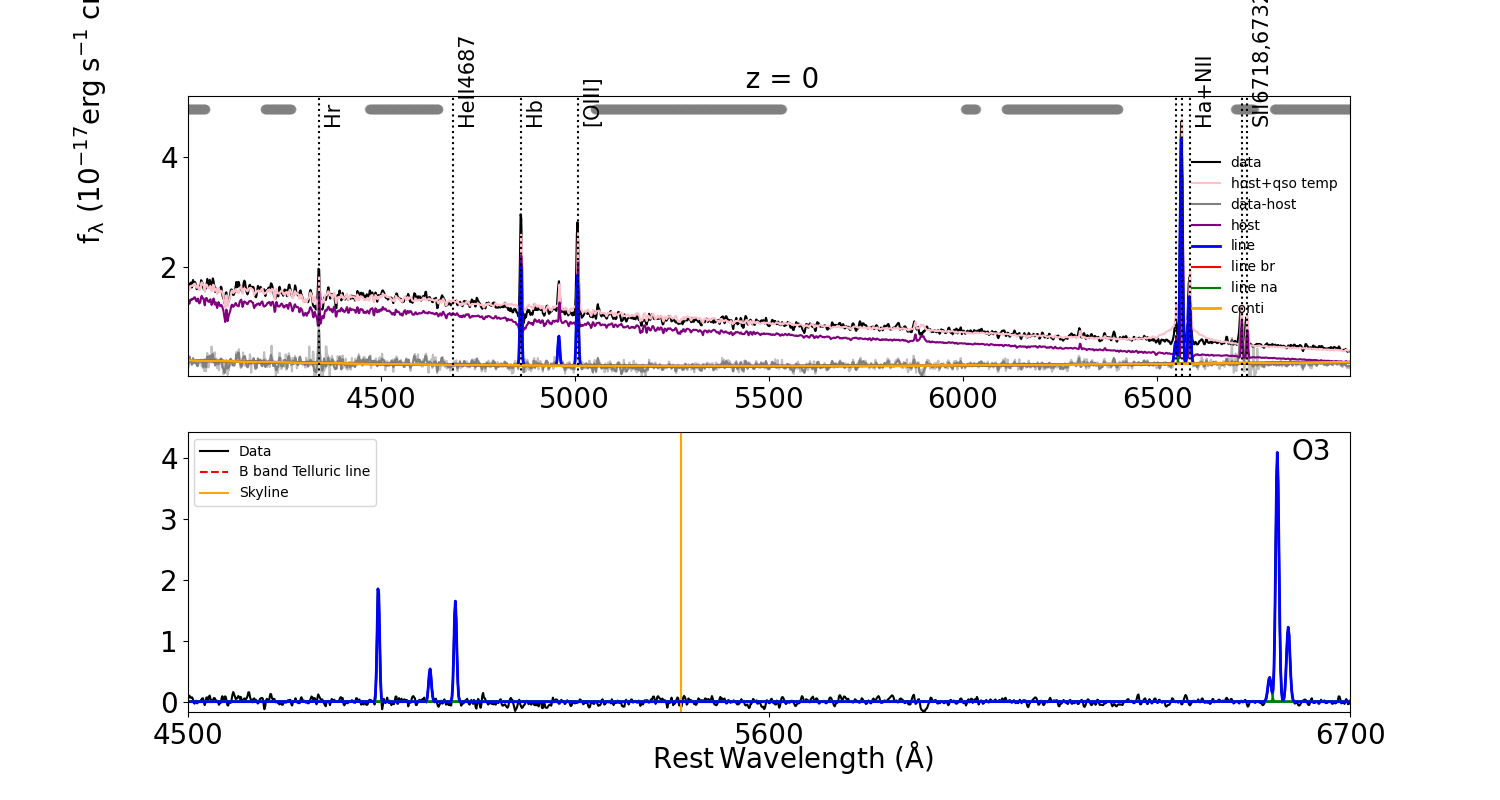 z = 0
f_λ (10^{-17} erg s^{-1}
Hr
HeII4687
Hb
[OIII]
Ha+NII
SII6718,6732
4
2
data
host+qso temp
data-host
host
line
line br
line na
conti
4500
5000
5500
6000
6500
Data
B band Telluric line
Skyline
O3
4
3
2
1
0
4500
5600
6700
Rest Wavelength (Å)